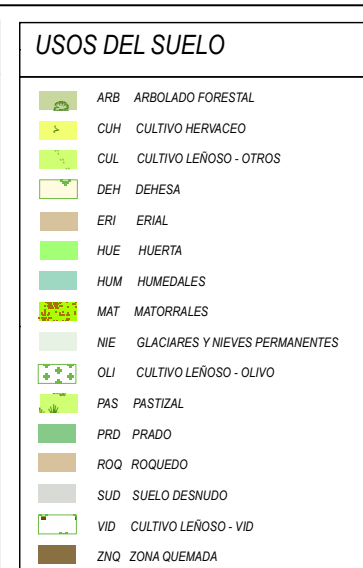 USOS DEL SUELO
ARB ARBOLADO FORESTAL
CUH CULTIVO HERVACEO
CUL CULTIVO LEÑOSO - OTROS
DEH DEHESA
ERI ERIAL
HUE HUERTA
HUM HUMEDALES
MAT MATORRALES
NIE GLACIARES Y NIEVES PERMANENTES
OLI CULTIVO LEÑOSO - OLIVO
PAS PASTIZAL
PRD PRADO
ROQ ROQUEDO
SUD SUELO DESNUDO
VID CULTIVO LEÑOSO - VID
ZNQ ZONA QUEMADA